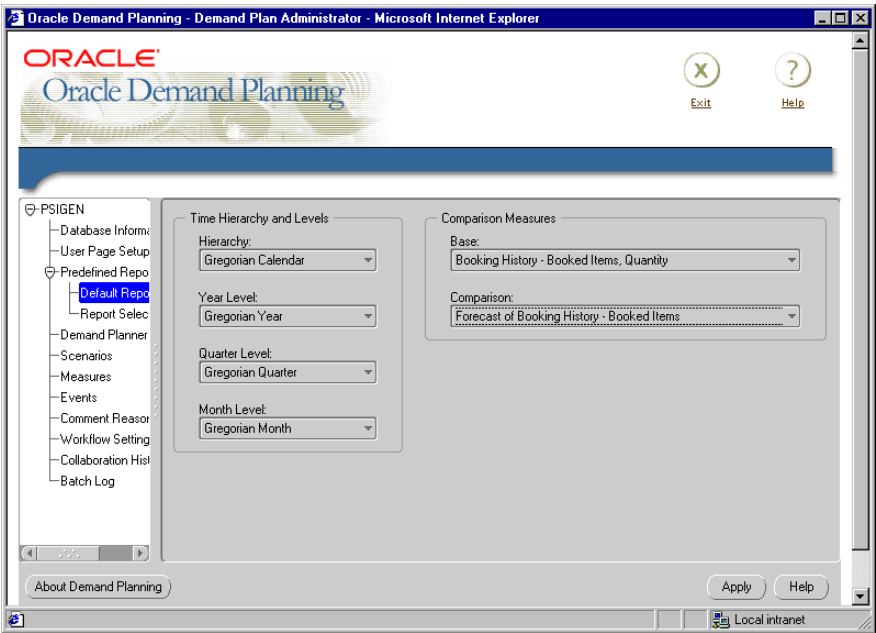 Oracle Demand Planning - Demand Plan Administrator - Microsoft Internet Explorer
ORACLE
Oracle Demand Planning
X
?
Exit
Help
PSIGEN
Database Informa
User Page Setup
Predefined Repo
Default Repo
Report Selec
Demand Planner
Scenarios
Measures
Events
Comment Reason
Workflow Setting
Collaboration Hist
Batch Log
Time Hierarchy and Levels
Hierarchy:
Gregorian Calendar
Year Level:
Gregorian Year
Quarter Level:
Gregorian Quarter
Month Level:
Gregorian Month
Comparison Measures
Base:
Booking History - Booked Items, Quantity
Comparison:
Forecast of Booking History - Booked Items
About Demand Planning
Apply
Help
Local intranet